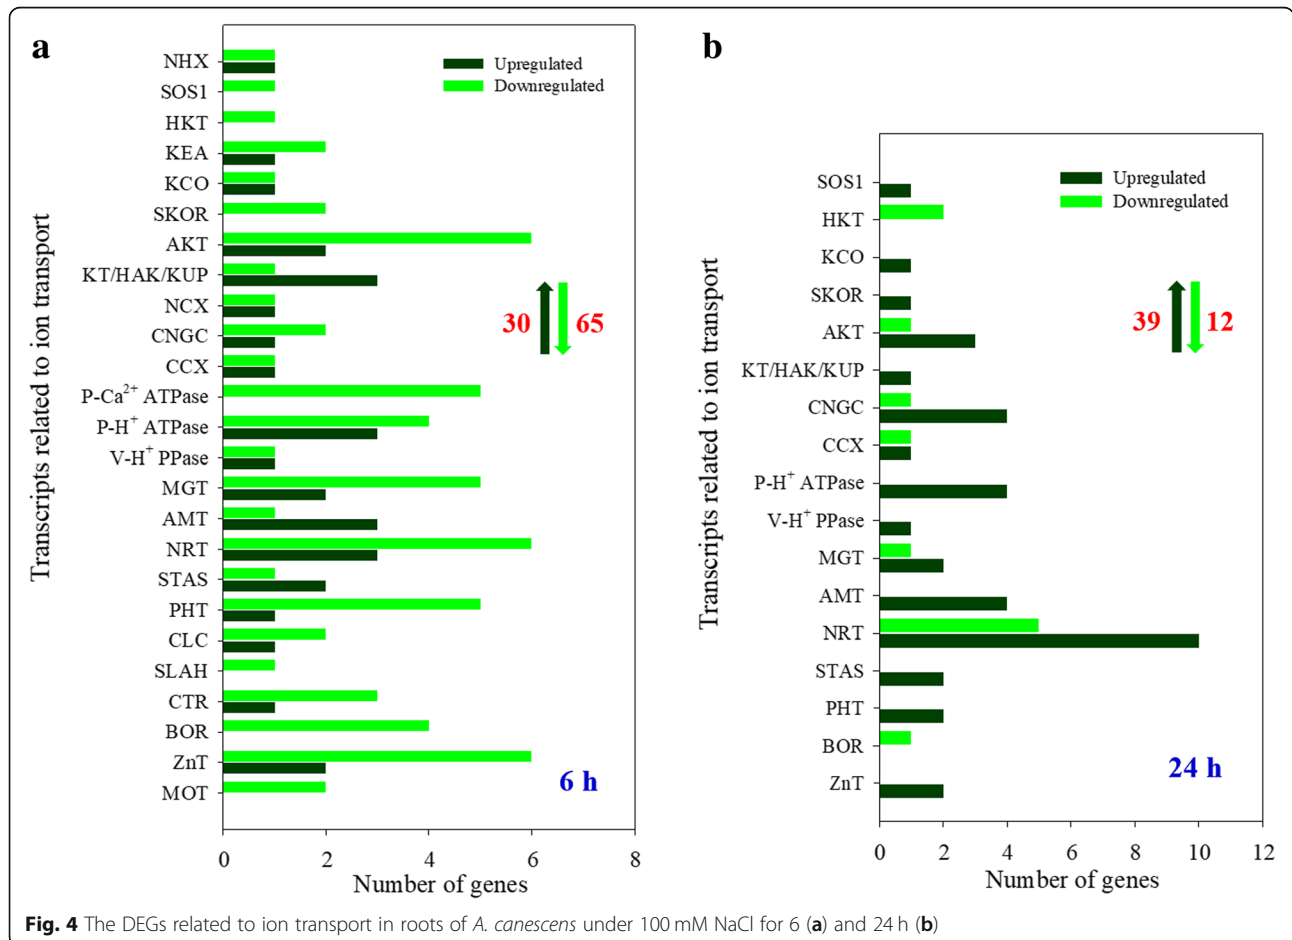 a
Transcripts related to ion transport
NHX
SOS1
HKT
KEA
KCO
SKOR
AKT
KT/HAK/KUP
NCX
CNGC
CCX
P-Ca²⁺ ATPase
P-H⁺ ATPase
V-H⁺ PPase
MGT
AMT
NRT
STAS
PHT
CLC
SLAH
CTR
BOR
ZnT
MOT
Upregulated
Downregulated
30 65
6 h
0 2 4 6 8
Number of genes
b
Transcripts related to ion transport
SOS1
HKT
KCO
SKOR
AKT
KT/HAK/KUP
CNGC
CCX
P-H⁺ ATPase
V-H⁺ PPase
MGT
AMT
NRT
STAS
PHT
BOR
ZnT
Upregulated
Downregulated
39 12
24 h
0 2 4 6 8 10 12
Number of genes
Fig. 4 The DEGs related to ion transport in roots of A. canescens under 100 mM NaCl for 6 (a) and 24 h (b)